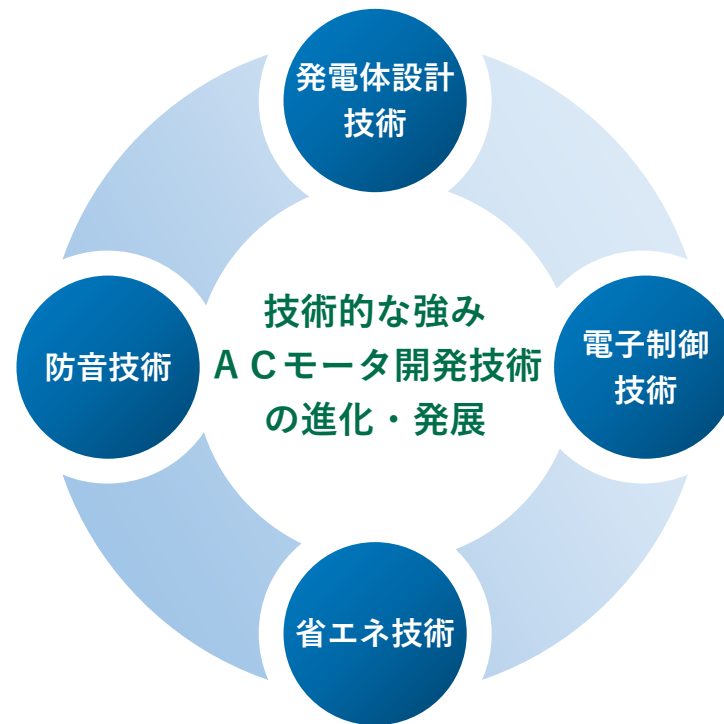 発電体設計
技術
技術的な強み
ＡＣモータ開発技術
の進化・発展
防音技術
電子制御
技術
省エネ技術